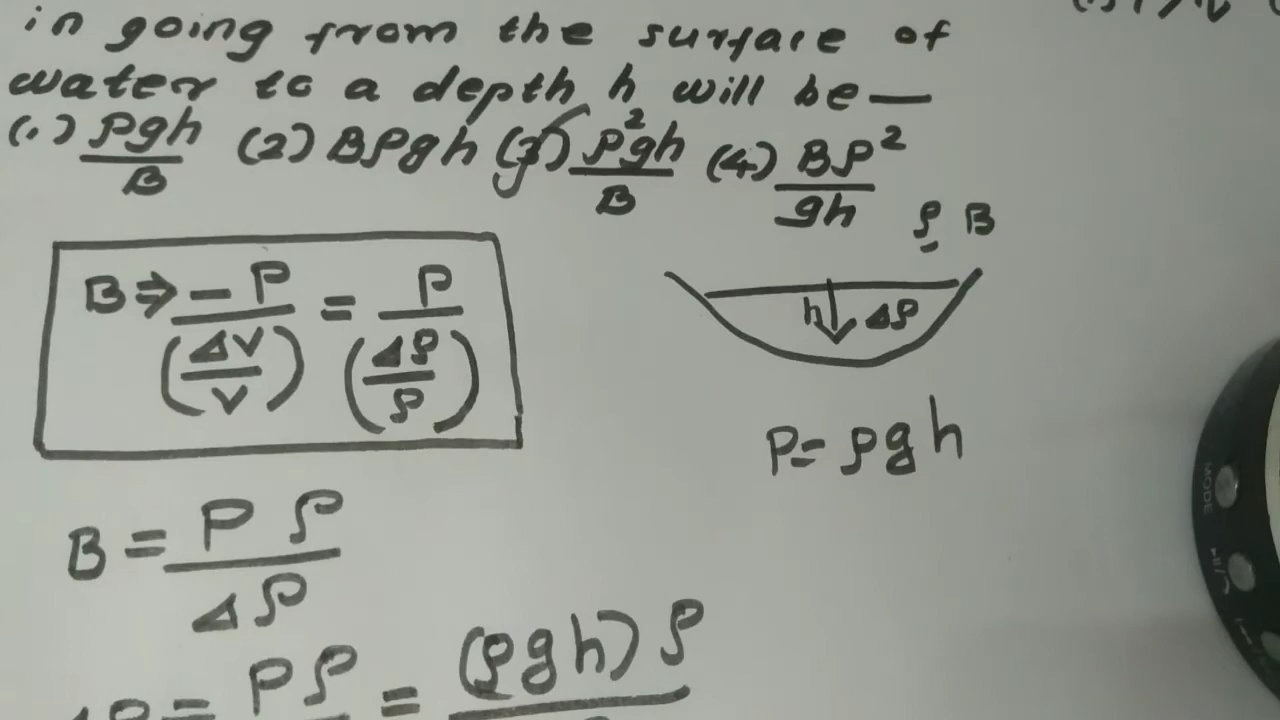 in going from the surface of
water to a depth h will be —
(1) ρgh/B (2) Bρgh (3) ρ²gh/B (4) Bρ²/gh
ρ B
B ⇒ -P/(ΔV/V) = P/(Δρ/ρ)
h ↓ Δρ
P = ρgh
B = Pρ/Δρ
Δρ = Pρ = (ρgh)ρ
MODE